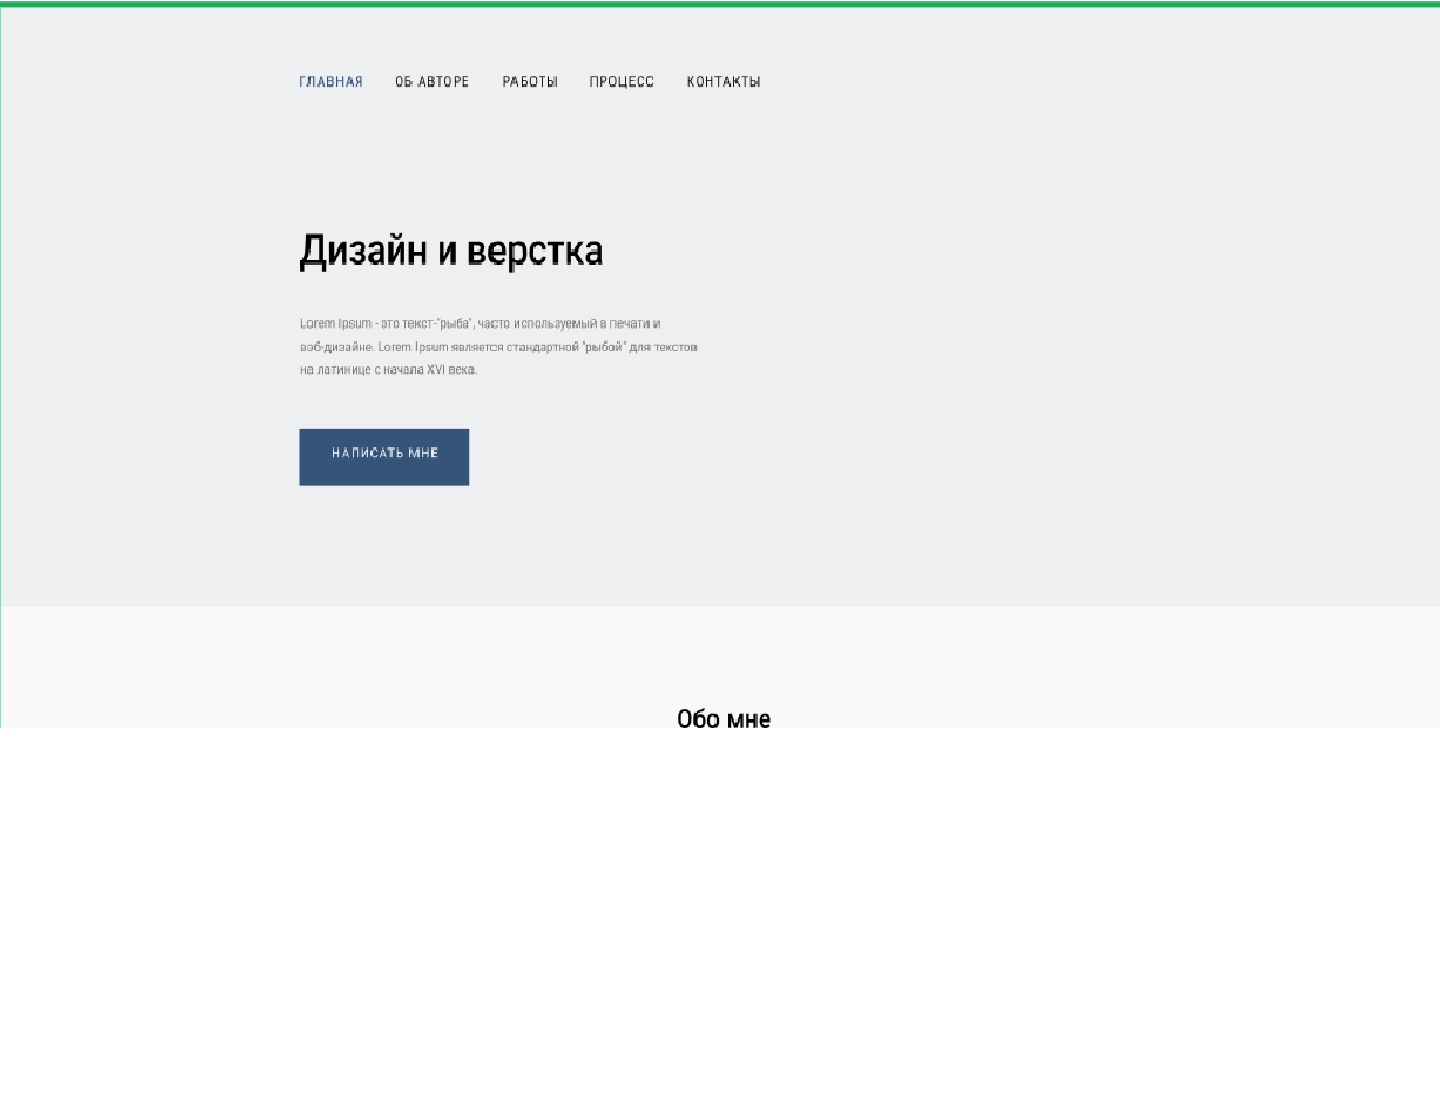 ГЛАВНАЯ ОБ АВТОРЕ РАБОТЫ ПРОЦЕСС КОНТАКТЫ
Дизайн и верстка
Lorem Ipsum - это текст-"рыба", часто используемый в печати и
вэб-дизайне. Lorem Ipsum является стандартной "рыбой" для текстов
на латинице с начала XVI века.
НАПИСАТЬ МНЕ
Обо мне